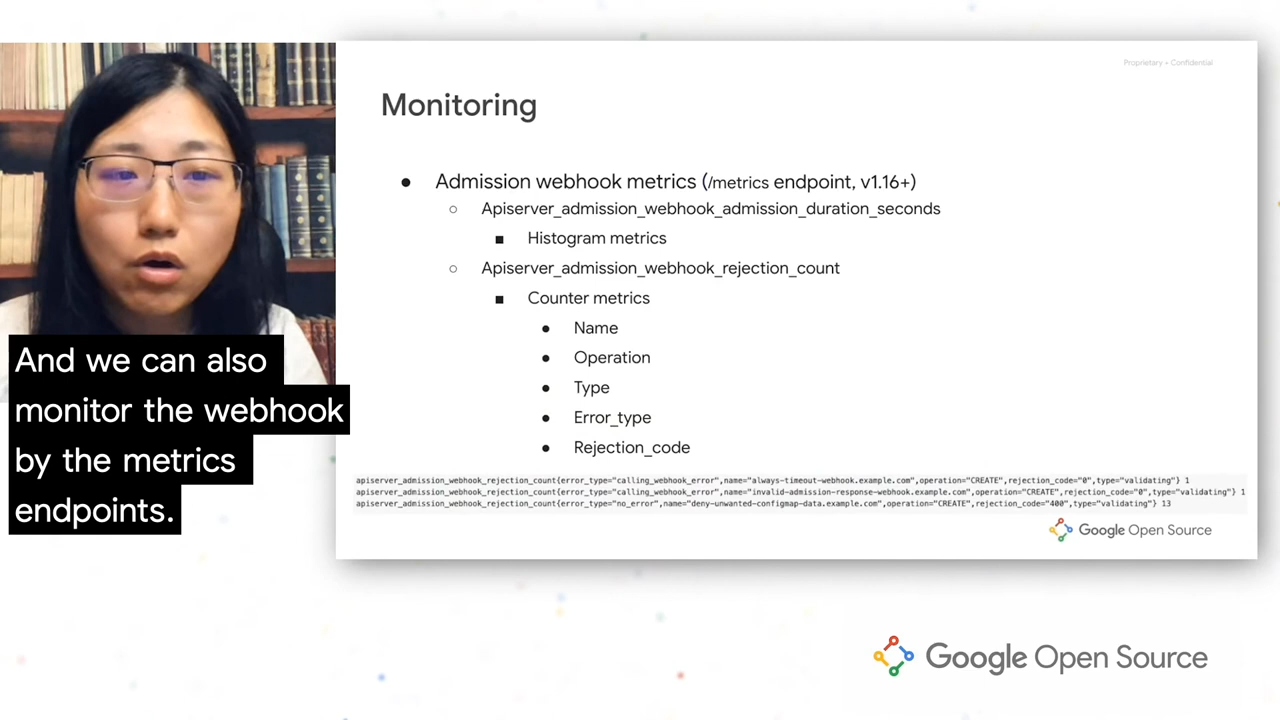 Proprietary + Confidential
Monitoring
● Admission webhook metrics (/metrics endpoint, v1.16+)
○ Apiserver_admission_webhook_admission_duration_seconds
■ Histogram metrics
○ Apiserver_admission_webhook_rejection_count
■ Counter metrics
● Name
● Operation
● Type
● Error_type
● Rejection_code
apiserver_admission_webhook_rejection_count{error_type="calling_webhook_error",name="always-timeout-webhook.example.com",operation="CREATE",rejection_code="0",type="validating"} 1
apiserver_admission_webhook_rejection_count{error_type="calling_webhook_error",name="invalid-admission-response-webhook.example.com",operation="CREATE",rejection_code="0",type="validating"} 1
apiserver_admission_webhook_rejection_count{error_type="no_error",name="deny-unwanted-configmap-data.example.com",operation="CREATE",rejection_code="400",type="validating"} 13
Google Open Source
And we can also
monitor the webhook
by the metrics
endpoints.
Google Open Source